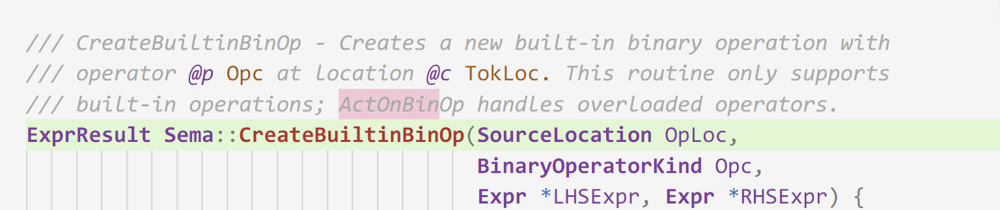 /// CreateBuiltinBinOp - Creates a new built-in binary operation with
/// operator @p Opc at location @c TokLoc. This routine only supports
/// built-in operations; ActOnBinOp handles overloaded operators.
ExprResult Sema::CreateBuiltinBinOp(SourceLocation OpLoc,
BinaryOperatorKind Opc,
Expr *LHSExpr, Expr *RHSExpr) {